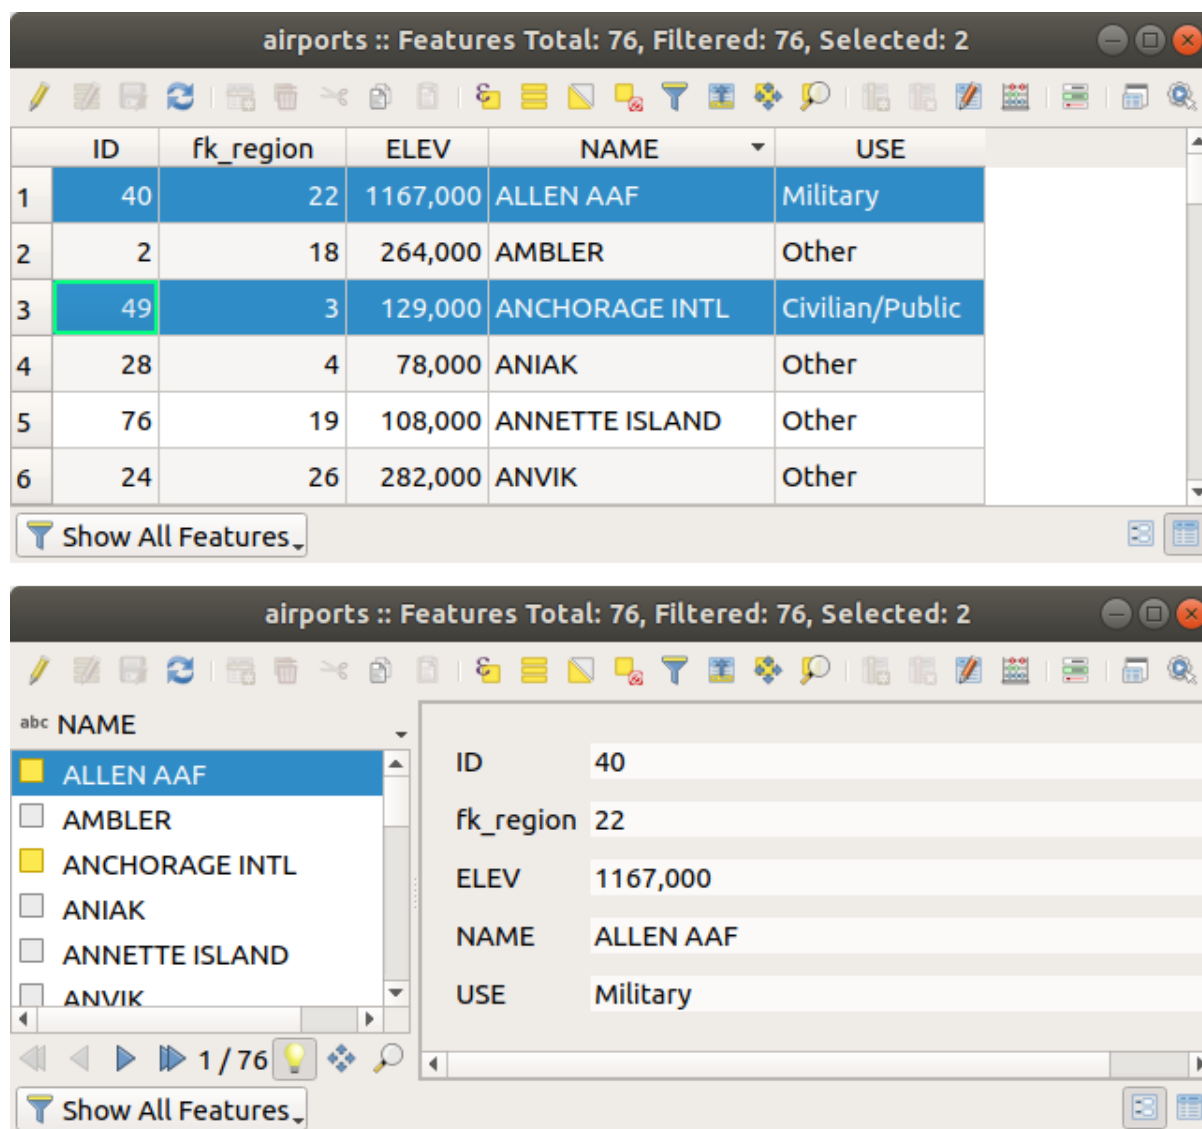 airports :: Features Total: 76, Filtered: 76, Selected: 2
ID fk_region ELEV NAME USE
1 40 22 1167,000 ALLEN AAF Military
2 2 18 264,000 AMBLER Other
3 49 3 129,000 ANCHORAGE INTL Civilian/Public
4 28 4 78,000 ANIAK Other
5 76 19 108,000 ANNETTE ISLAND Other
6 24 26 282,000 ANVIK Other
Show All Features
airports :: Features Total: 76, Filtered: 76, Selected: 2
abc NAME
ALLEN AAF
AMBLER
ANCHORAGE INTL
ANIAK
ANNETTE ISLAND
ANVIK
1 / 76
ID 40
fk_region 22
ELEV 1167,000
NAME ALLEN AAF
USE Military
Show All Features